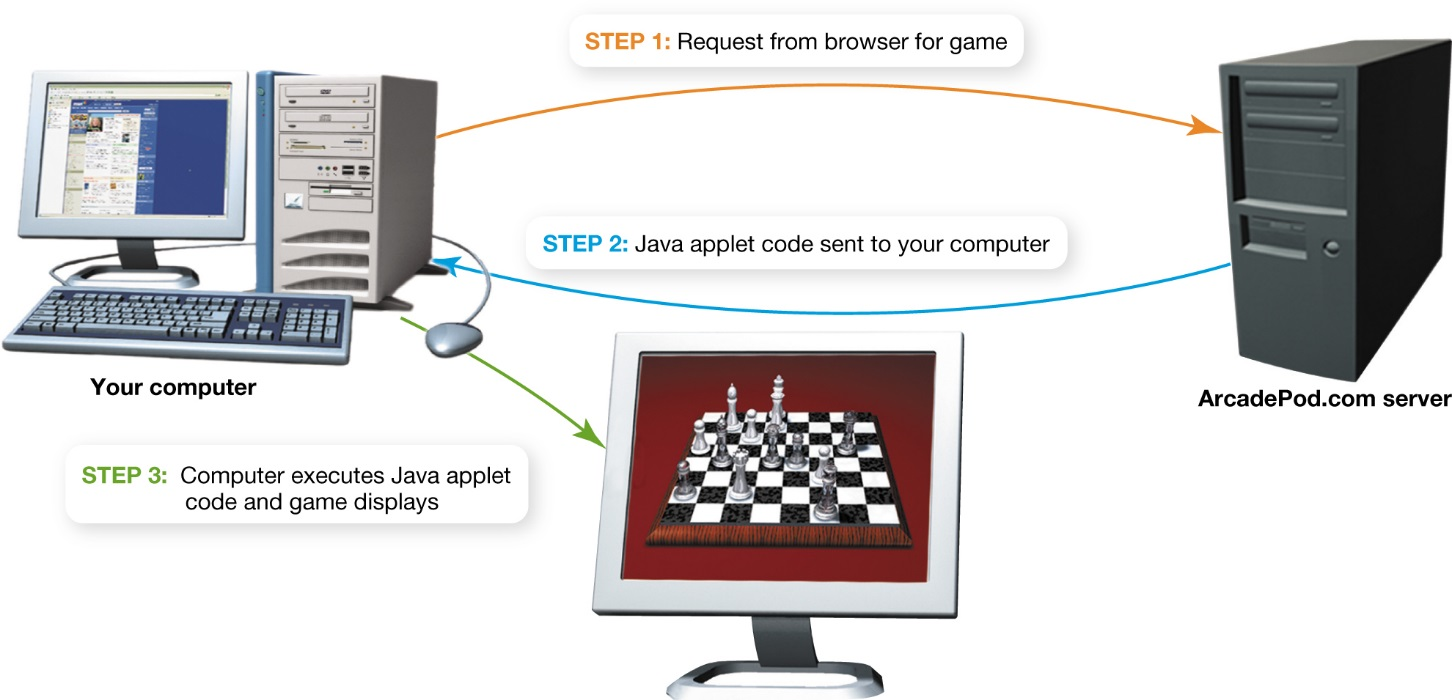 STEP 1: Request from browser for game
STEP 2: Java applet code sent to your computer
Your computer
ArcadePod.com server
STEP 3: Computer executes Java applet
code and game displays